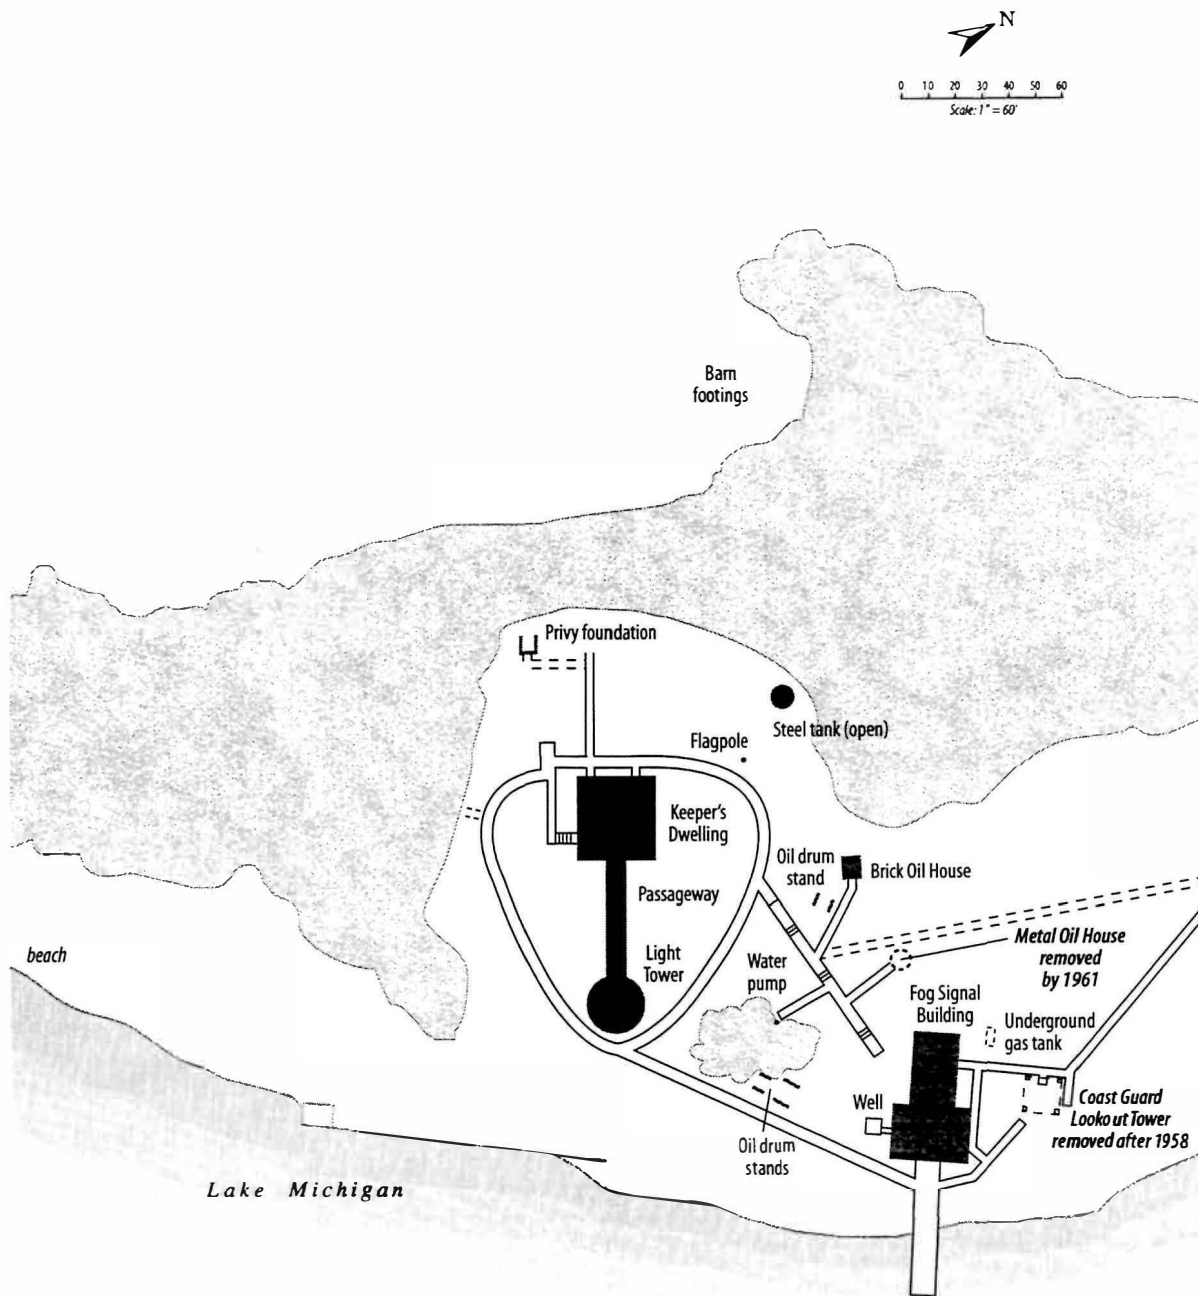 N
0 10 20 30 40 50 60
Scale: 1" = 60'
Barn
footings
Privy foundation
Steel tank (open)
Flagpole
Keeper's
Dwelling
Oil drum
stand
Brick Oil House
Passageway
beach
Light
Tower
Water
pump
Metal Oil House
removed
by 1961
Fog Signal
Building
Underground
gas tank
Well
Coast Guard
Lookout Tower
removed after 1958
Oil drum
stands
Lake Michigan